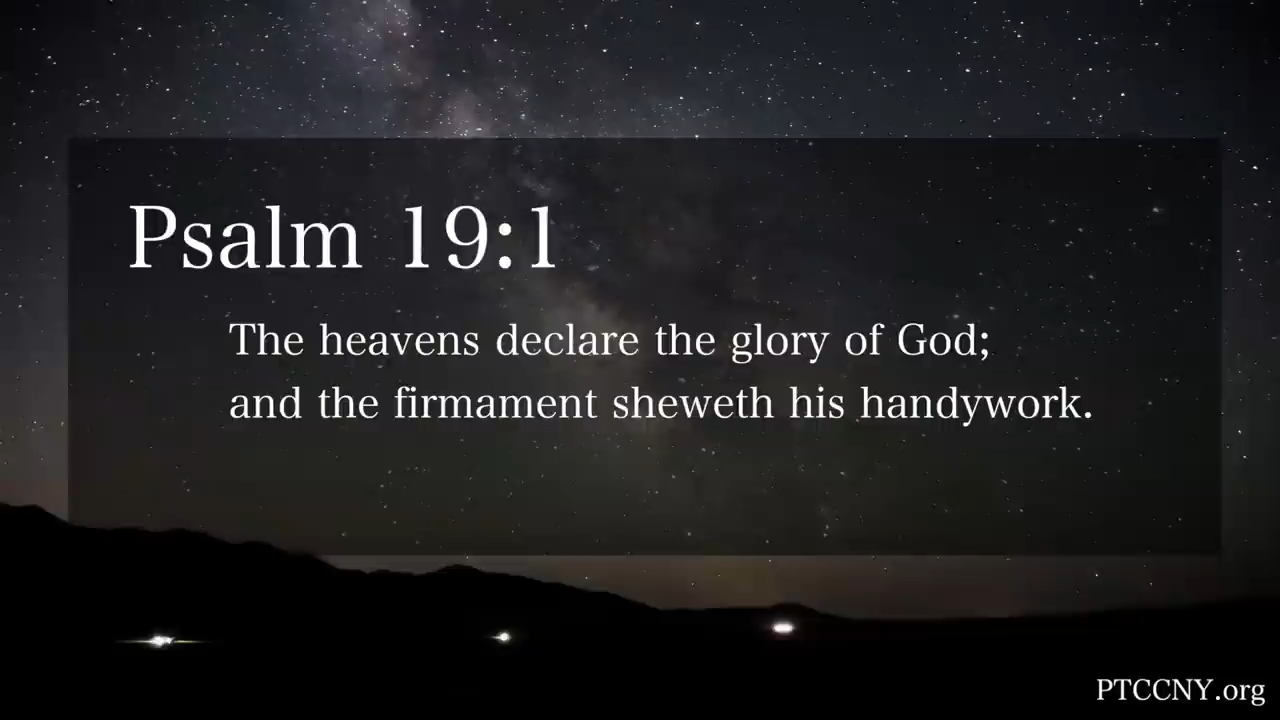 Psalm 19:1
The heavens declare the glory of God;
and the firmament sheweth his handywork.
PTCCNY.org